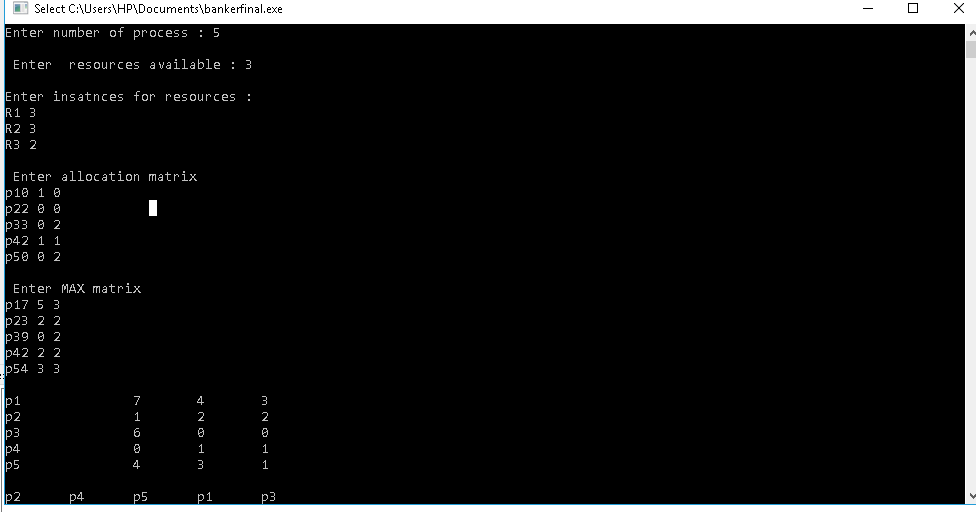 Select C:\Users\HP\Documents\bankerfinal.exe
Enter number of process : 5
Enter  resources available : 3
Enter insatnces for resources :
R1 3
R2 3
R3 2
Enter allocation matrix
p10 1 0
p22 0 0
p33 0 2
p42 1 1
p50 0 2
Enter MAX matrix
p17 5 3
p23 2 2
p39 0 2
p42 2 2
p54 3 3
p1 7 4 3
p2 1 2 2
p3 6 0 0
p4 0 1 1
p5 4 3 1
p2 p4 p5 p1 p3